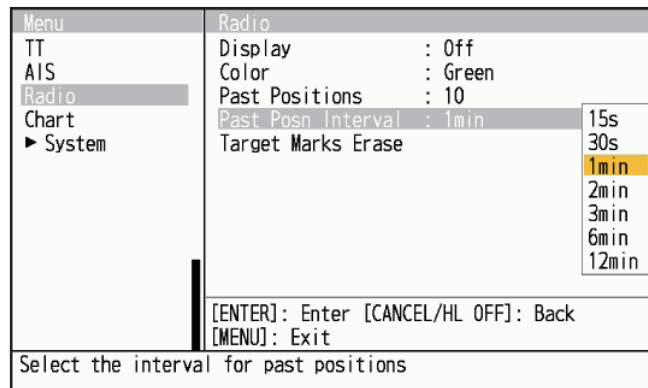 Menu
TT
AIS
Radio
Chart
► System
Radio
Display : Off
Color : Green
Past Positions : 10
Past Posn Interval : 1min
Target Marks Erase
15s
30s
1min
2min
3min
6min
12min
[ENTER]: Enter [CANCEL/HL OFF]: Back
[MENU]: Exit
Select the interval for past positions